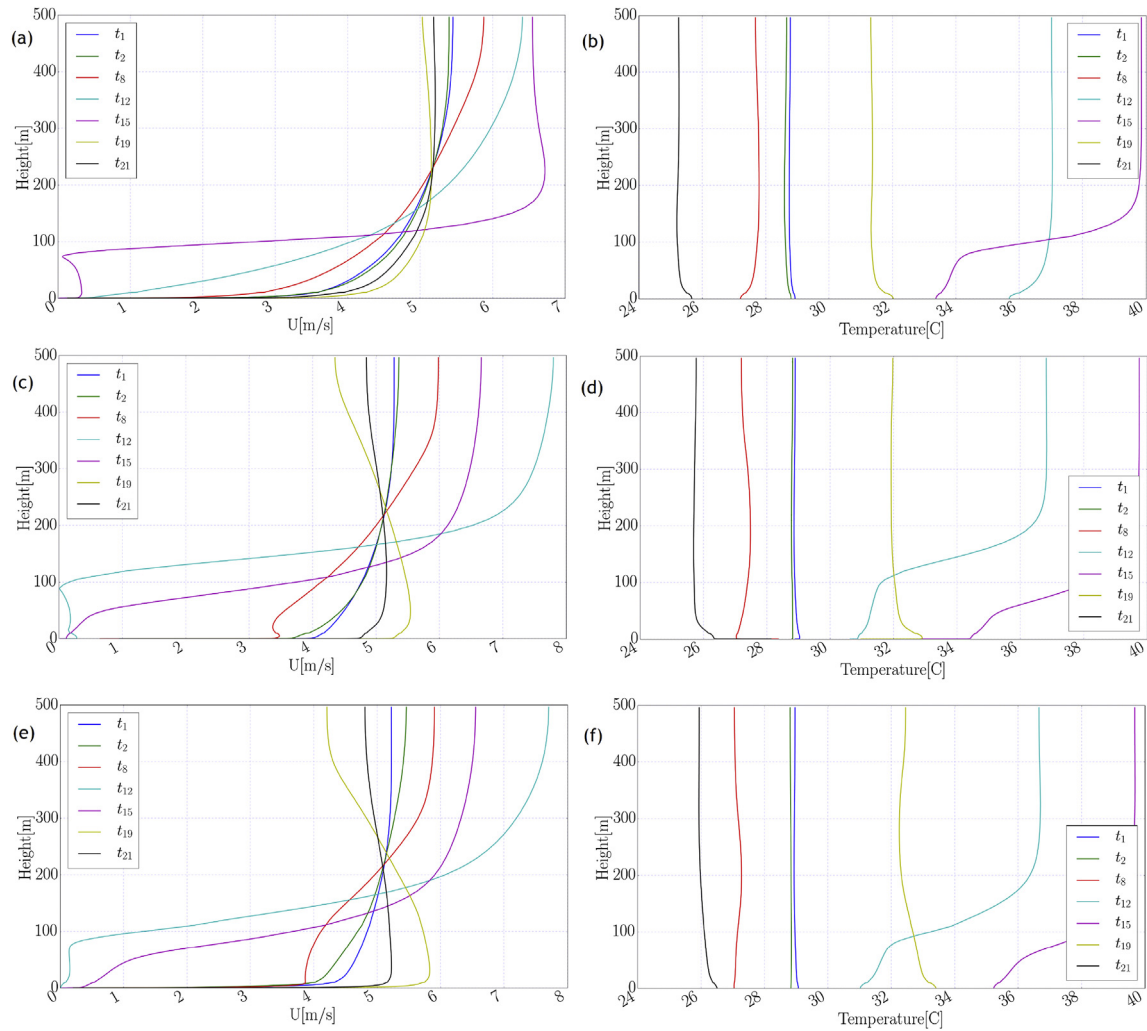 (a)
500
400
300
200
100
0
Height[m]
t1
t2
t8
t12
t15
t19
t21
0 1 2 3 4 5 6 7
U[m/s]
(b)
500
400
300
200
100
0
Height[m]
t1
t2
t8
t12
t15
t19
t21
24 26 28 30 32 34 36 38 40
Temperature[C]
(c)
500
400
300
200
100
0
Height[m]
t1
t2
t8
t12
t15
t19
t21
0 1 2 3 4 5 6 7 8
U[m/s]
(d)
500
400
300
200
100
0
Height[m]
t1
t2
t8
t12
t15
t19
t21
24 26 28 30 32 34 36 38 40
Temperature[C]
(e)
500
400
300
200
100
0
Height[m]
t1
t2
t8
t12
t15
t19
t21
0 1 2 3 4 5 6 7 8
U[m/s]
(f)
500
400
300
200
100
0
Height[m]
t1
t2
t8
t12
t15
t19
t21
24 26 28 30 32 34 36 38 40
Temperature[C]